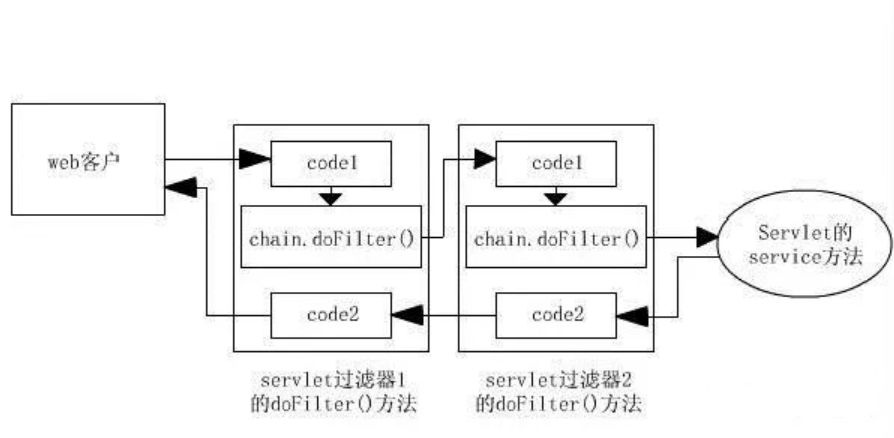 web客户
code1
chain.doFilter()
code2
code1
chain.doFilter()
code2
Servlet的
service方法
servlet过滤器1
的doFilter()方法
servlet过滤器2
的doFilter()方法